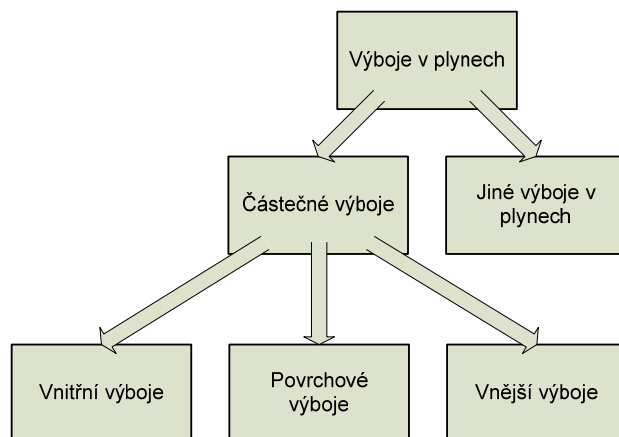 Výboje v plynech
Částečné výboje
Jiné výboje v
plynech
Vnitřní výboje
Povrchové
výboje
Vnější výboje